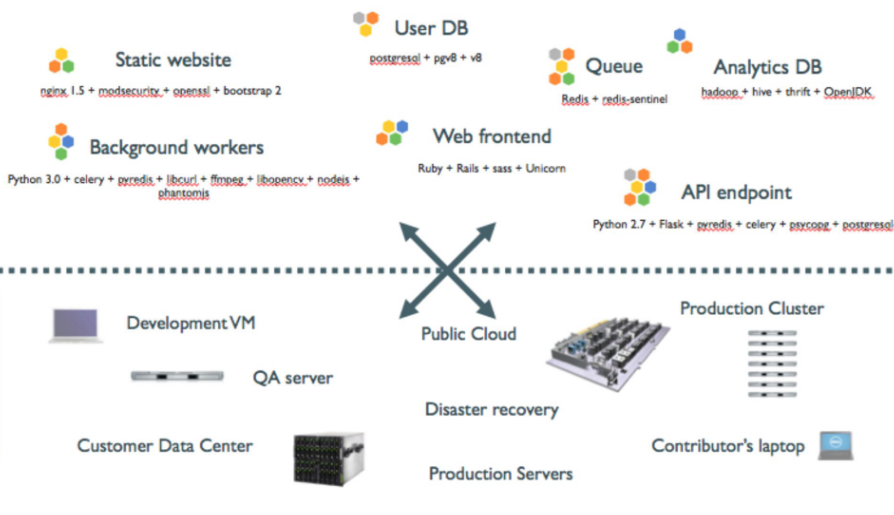 User DB
postgresql + pgv8 + v8
Static website
nginx 1.5 + modsecurity + openssl + bootstrap 2
Queue
Redis + redis-sentinel
Analytics DB
hadoop + hive + thrift + OpenJDK
Background workers
Python 3.0 + celery + pyredis + libcurl + ffmpeg + libopencv + nodejs +
phantomjs
Web frontend
Ruby + Rails + sass + Unicorn
API endpoint
Python 2.7 + Flask + pyredis + celery + psycopg + postgresql
Development VM
Public Cloud
Production Cluster
QA server
Disaster recovery
Customer Data Center
Contributor's laptop
Production Servers